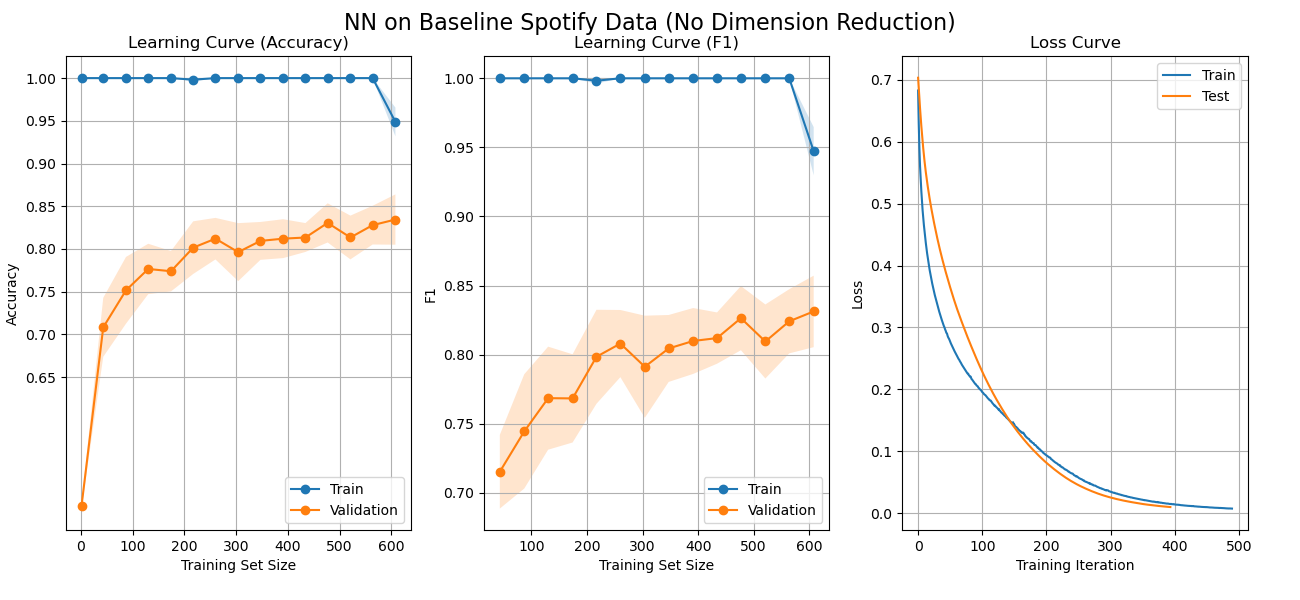 NN on Baseline Spotify Data (No Dimension Reduction)
Learning Curve (Accuracy)
Accuracy
1.00
0.95
0.90
0.85
0.80
0.75
0.70
0.65
0 100 200 300 400 500 600
Training Set Size
Train
Validation
Learning Curve (F1)
F1
1.00
0.95
0.90
0.85
0.80
0.75
0.70
100 200 300 400 500 600
Training Set Size
Train
Validation
Loss Curve
Loss
0.7
0.6
0.5
0.4
0.3
0.2
0.1
0.0
0 100 200 300 400 500
Training Iteration
Train
Test